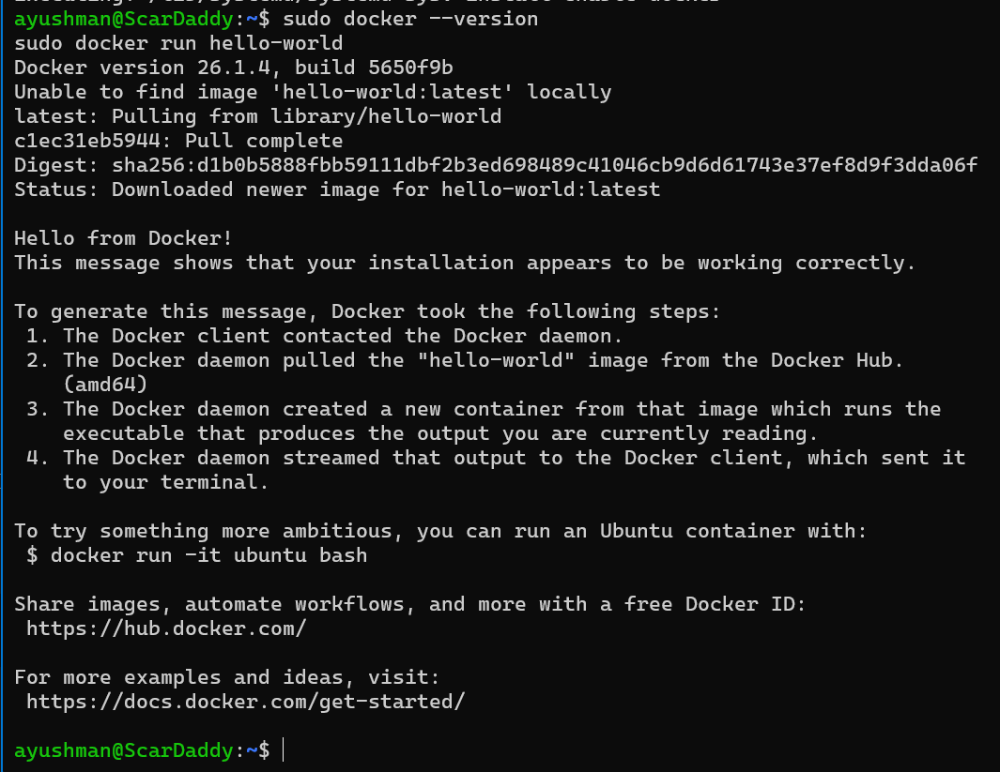 ayushman@ScarDaddy:~$ sudo docker --version
sudo docker run hello-world
Docker version 26.1.4, build 5650f9b
Unable to find image 'hello-world:latest' locally
latest: Pulling from library/hello-world
c1ec31eb5944: Pull complete
Digest: sha256:d1b0b5888fbb59111dbf2b3ed698489c41046cb9d6d61743e37ef8d9f3dda06f
Status: Downloaded newer image for hello-world:latest

Hello from Docker!
This message shows that your installation appears to be working correctly.

To generate this message, Docker took the following steps:
 1. The Docker client contacted the Docker daemon.
 2. The Docker daemon pulled the "hello-world" image from the Docker Hub.
    (amd64)
 3. The Docker daemon created a new container from that image which runs the
    executable that produces the output you are currently reading.
 4. The Docker daemon streamed that output to the Docker client, which sent it
    to your terminal.

To try something more ambitious, you can run an Ubuntu container with:
 $ docker run -it ubuntu bash

Share images, automate workflows, and more with a free Docker ID:
 https://hub.docker.com/

For more examples and ideas, visit:
 https://docs.docker.com/get-started/

ayushman@ScarDaddy:~$